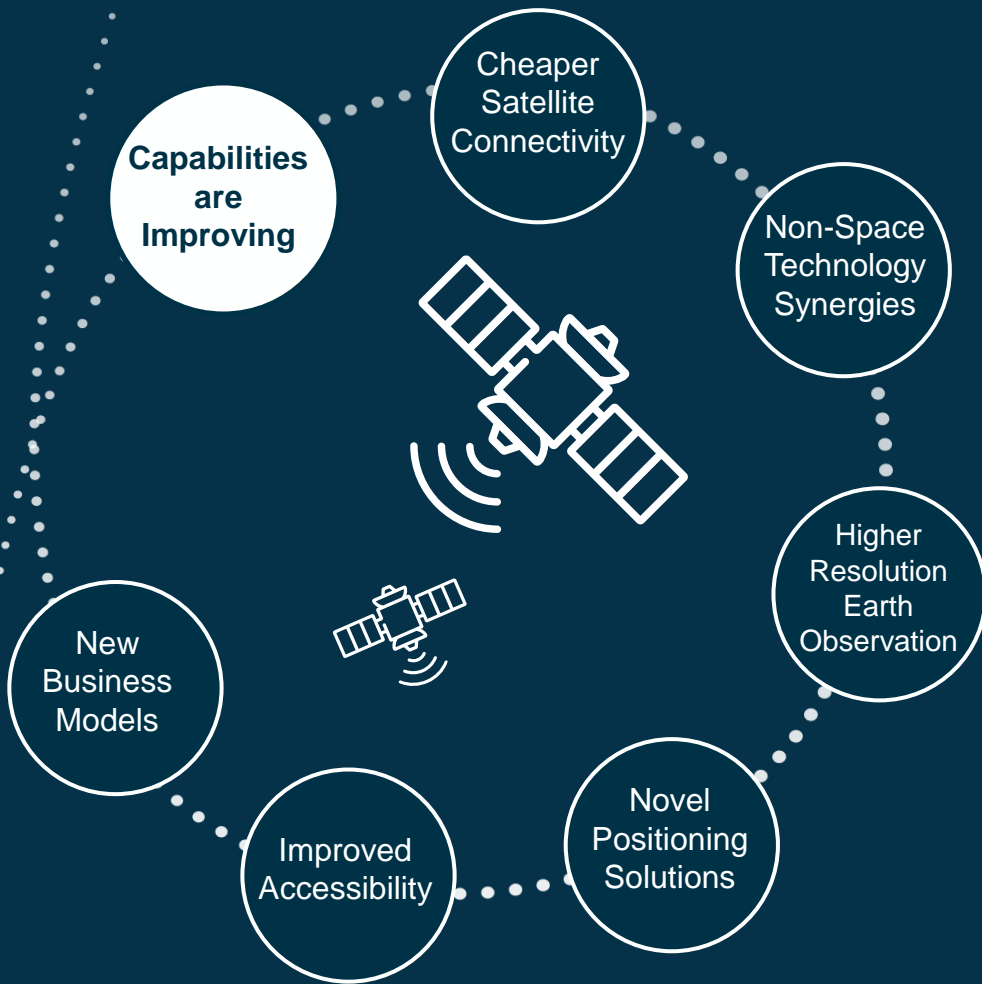 Capabilities
are
Improving
Cheaper
Satellite
Connectivity
Non-Space
Technology
Synergies
Higher
Resolution
Earth
Observation
Novel
Positioning
Solutions
Improved
Accessibility
New
Business
Models